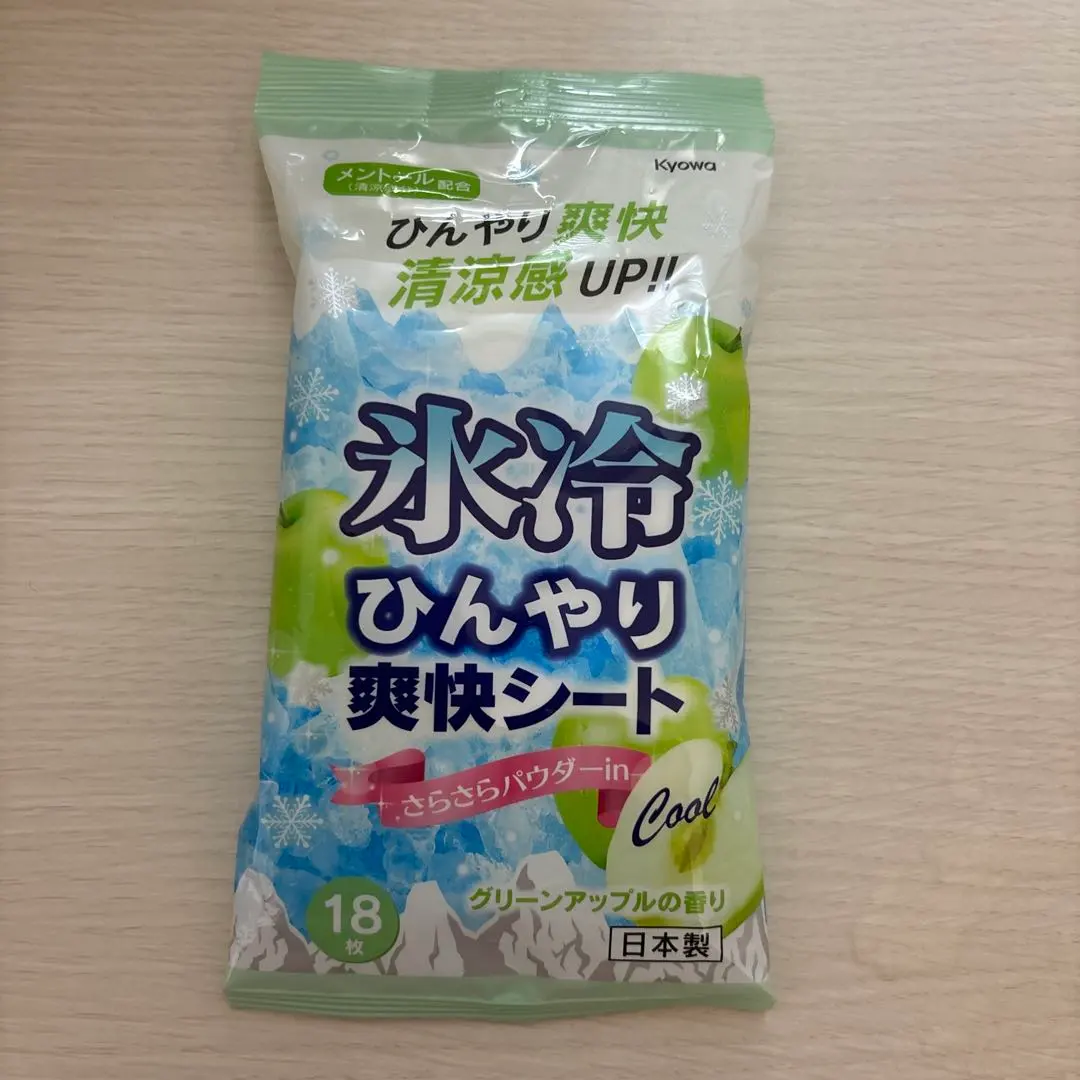 Kyowa
メントール
配合
ひんやり爽快
清涼感UP!!
氷冷
ひんやり
爽快シート
さらさらパウダーin
Cool
グリーンアップルの香り
18
枚
日本製